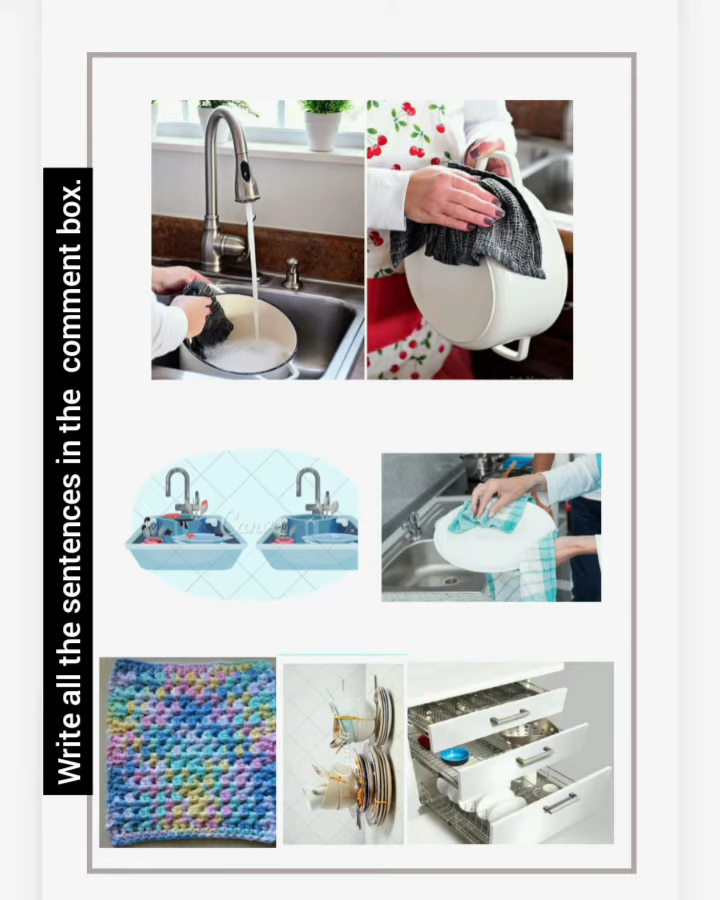 Write all the sentences in the comment box.